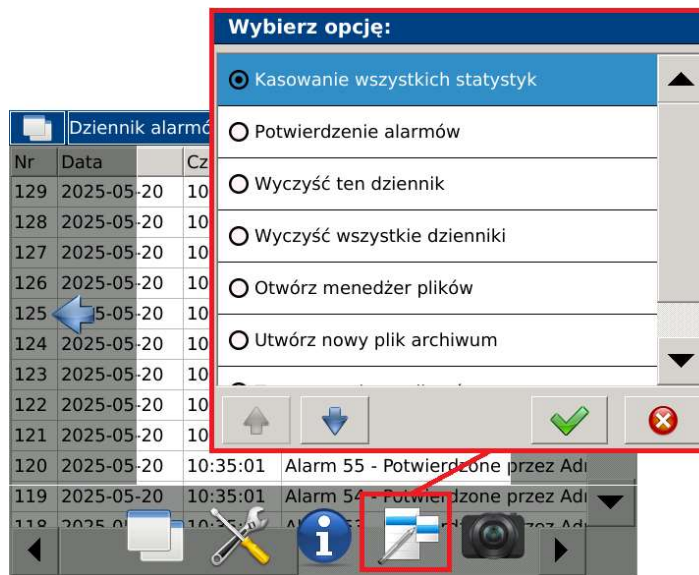 Wybierz opcję:
Kasowanie wszystkich statystyk
Potwierdzenie alarmów
Wyczyść ten dziennik
Wyczyść wszystkie dzienniki
Otwórz menedżer plików
Utwórz nowy plik archiwum
Dziennik
Nr Data Cz
129 2025-05-20 10
128 2025-05-20 10
127 2025-05-20 10
126 2025-05-20 10
125 5-05-20 10
124 2025-05-20 10
123 2025-05-20 10
122 2025-05-20 10
121 2025-05-20 10
120 2025-05-20 10:35:01 Alarm 55 - Potwierdzone przez
119 2025-05-20 10:35:01 Alarm 54 - Potwierdzone przez